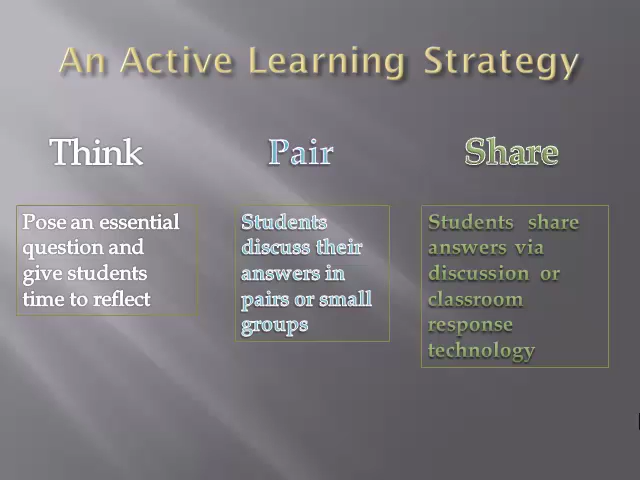 An Active Learning Strategy
Think
Pair
Share
Pose an essential
question and
give students
time to reflect
Students
discuss their
answers in
pairs or small
groups
Students share
answers via
discussion or
classroom
response
technology